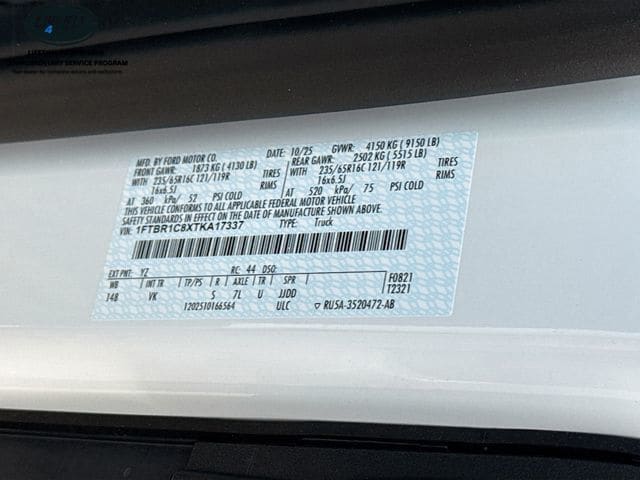 4
MFD. BY FORD MOTOR CO. DATE: 10/25 GVWR: 4150 KG ( 9150 LB)
FRONT GAWR: 1873 KG ( 4130 LB) REAR GAWR: 2502 KG ( 5515 LB)
WITH 235/65R16C 121/119R TIRES WITH 235/65R16C 121/119R TIRES
16x6.5J RIMS 16x6.5J RIMS
AT 360 kPa/ 52 PSI COLD AT 520 kPa/ 75 PSI COLD
THIS VEHICLE CONFORMS TO ALL APPLICABLE FEDERAL MOTOR VEHICLE
SAFETY STANDARDS IN EFFECT ON THE DATE OF MANUFACTURE SHOWN ABOVE.
VIN: 1FTBR1C8XTKA17337 TYPE: Truck
EXT PNT: YZ RC: 44 DSO: F0821
WB INT TR TP/PS R AXLE TR SPR T2321
148 VK 5 7L U JJDD
1202510166564 ULC ▽ RU5A-3520472-AB